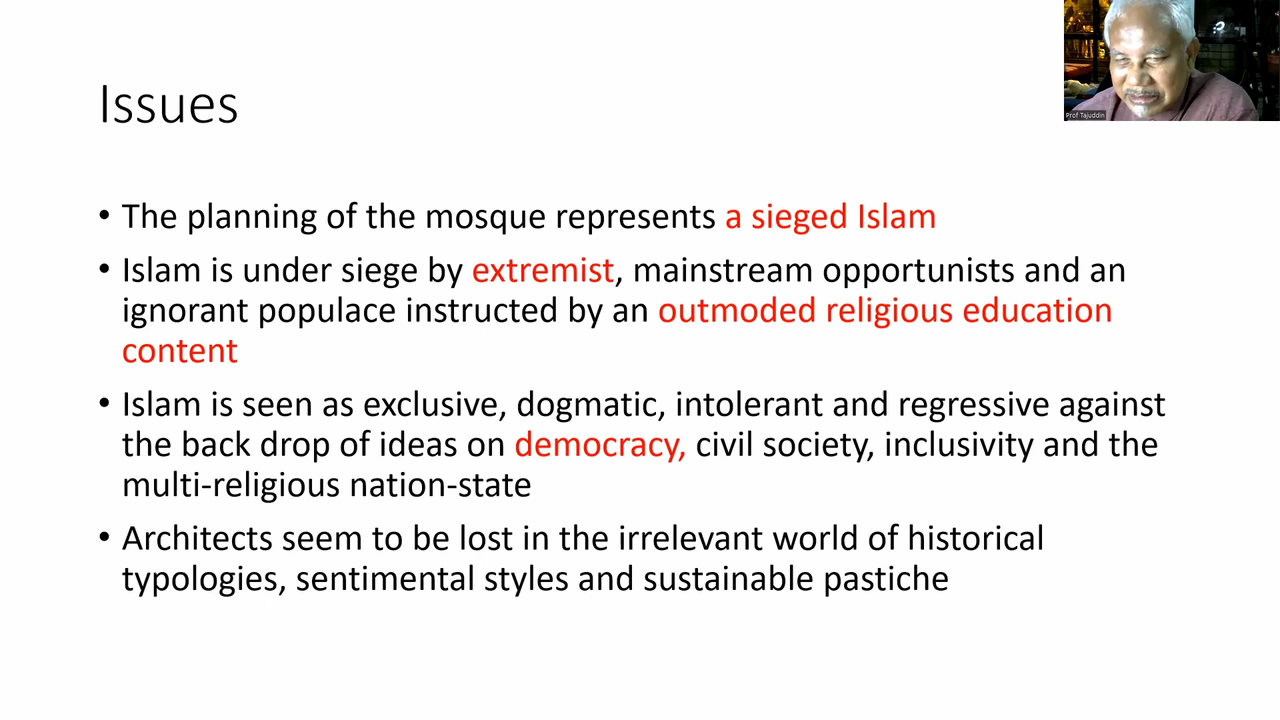 Issues
Prof Tajuddin
• The planning of the mosque represents a sieged Islam
• Islam is under siege by extremist, mainstream opportunists and an
ignorant populace instructed by an outmoded religious education
content
• Islam is seen as exclusive, dogmatic, intolerant and regressive against
the back drop of ideas on democracy, civil society, inclusivity and the
multi-religious nation-state
• Architects seem to be lost in the irrelevant world of historical
typologies, sentimental styles and sustainable pastiche